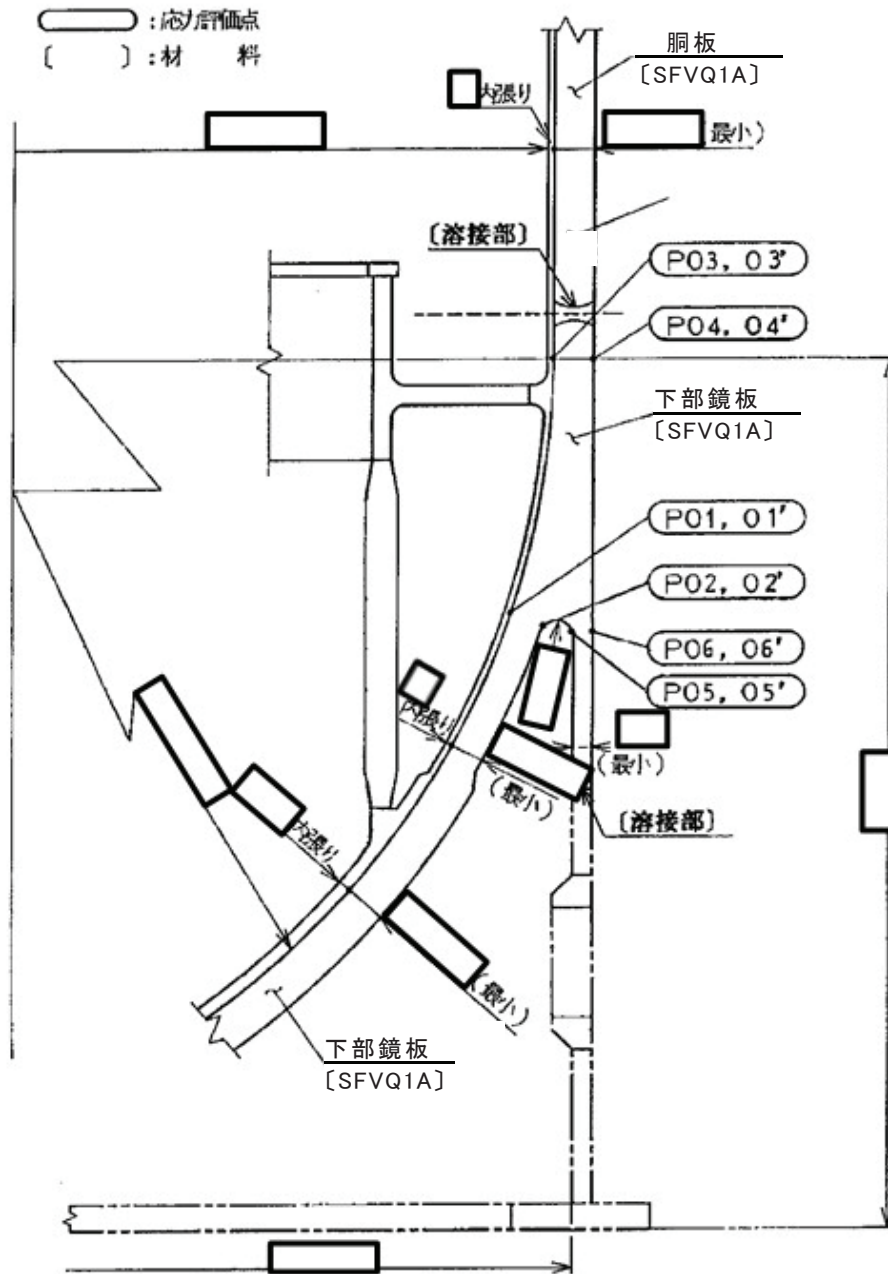 ：応力評価点
〔　　〕：材　料
胴板
〔SFVQ1A〕
内張り
最小）
〔溶接部〕
P03, 03'
P04, 04'
下部鏡板
〔SFVQ1A〕
P01, 01'
P02, 02'
P06, 06'
P05, 05'
内張り
（最小）
（最小）
〔溶接部〕
内張り
（最小）
下部鏡板
〔SFVQ1A〕